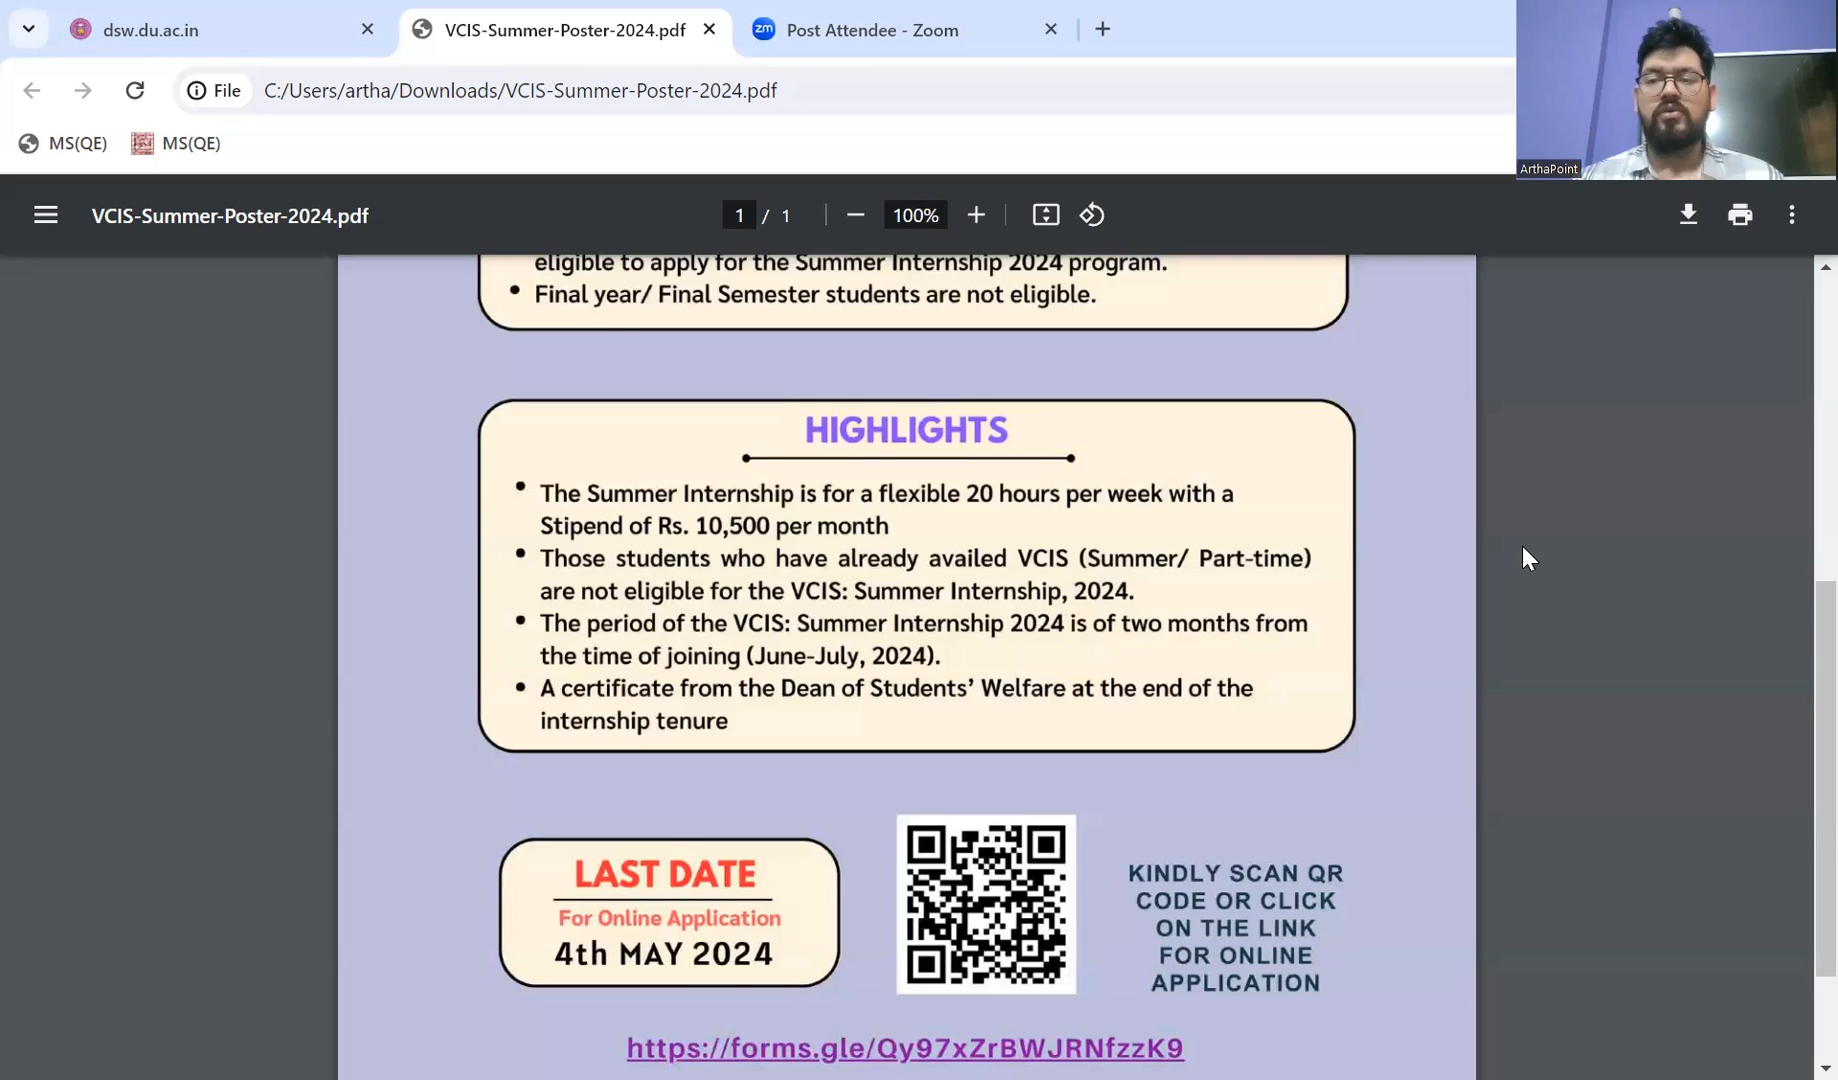 dsw.du.ac.in
VCIS-Summer-Poster-2024.pdf
zm
Post Attendee - Zoom
File
C:/Users/artha/Downloads/VCIS-Summer-Poster-2024.pdf
MS(QE)
MS(QE)
ArthaPoint
VCIS-Summer-Poster-2024.pdf
1 / 1
100%
eligible to apply for the Summer Internship 2024 program.
• Final year/ Final Semester students are not eligible.
HIGHLIGHTS
• The Summer Internship is for a flexible 20 hours per week with a
Stipend of Rs. 10,500 per month
• Those students who have already availed VCIS (Summer/ Part-time)
are not eligible for the VCIS: Summer Internship, 2024.
• The period of the VCIS: Summer Internship 2024 is of two months from
the time of joining (June-July, 2024).
• A certificate from the Dean of Students' Welfare at the end of the
internship tenure
LAST DATE
For Online Application
4th MAY 2024
KINDLY SCAN QR
CODE OR CLICK
ON THE LINK
FOR ONLINE
APPLICATION
https://forms.gle/Qy97xZrBWJRNfzzK9